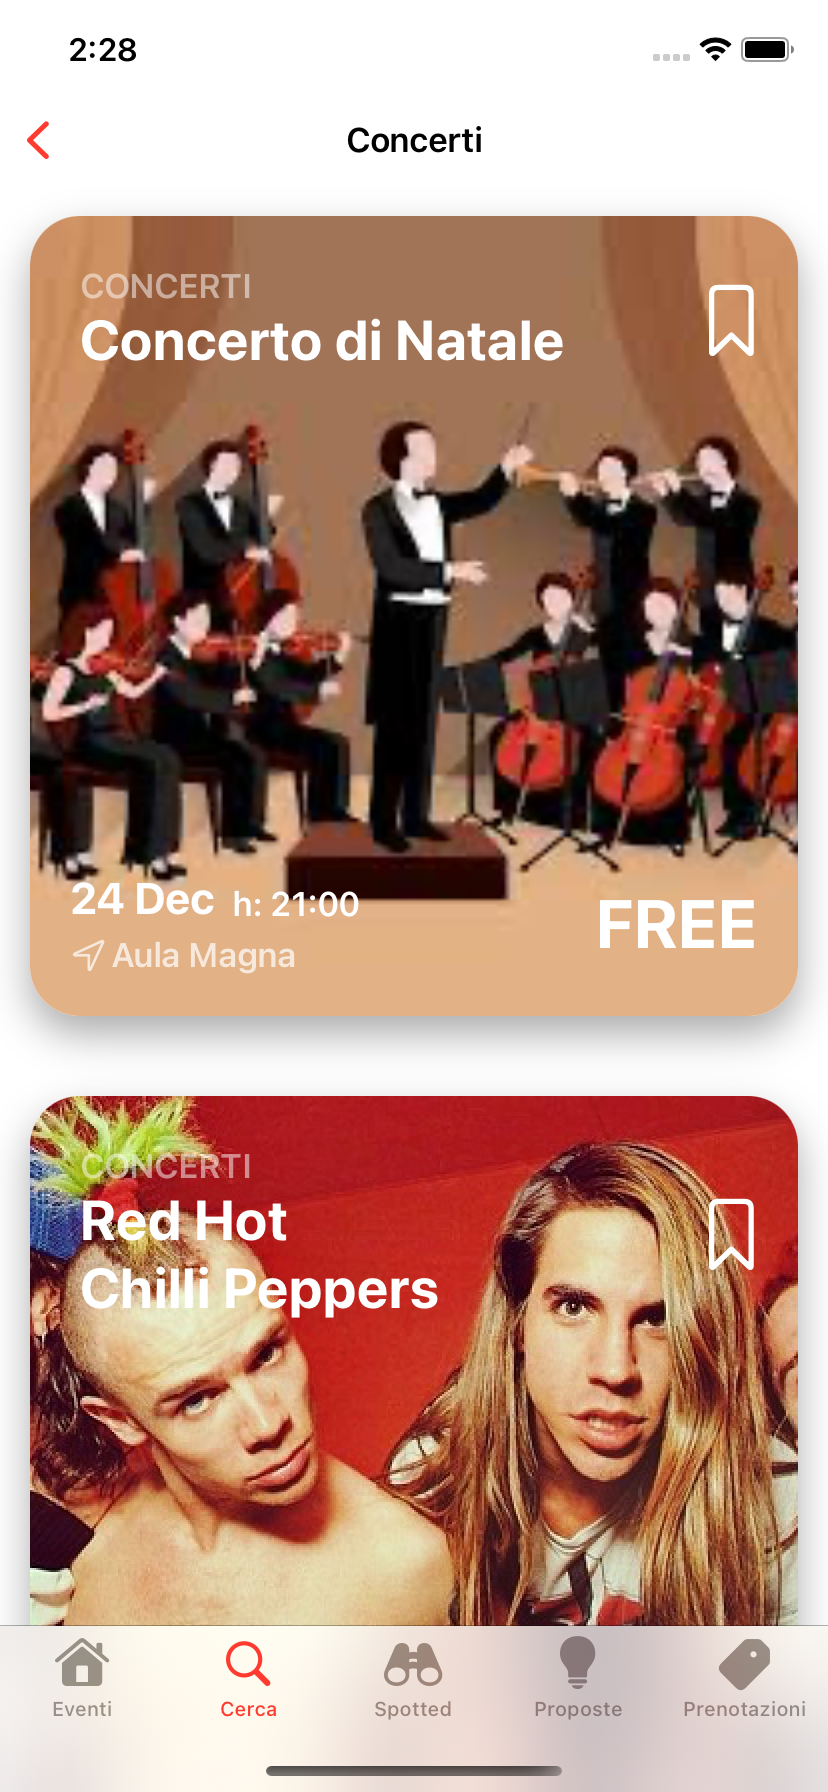 2:28
Concerti
CONCERTI
Concerto di Natale
24 Dec h: 21:00
Aula Magna
FREE
CONCERTI
Red Hot
Chilli Peppers
Eventi
Cerca
Spotted
Proposte
Prenotazioni